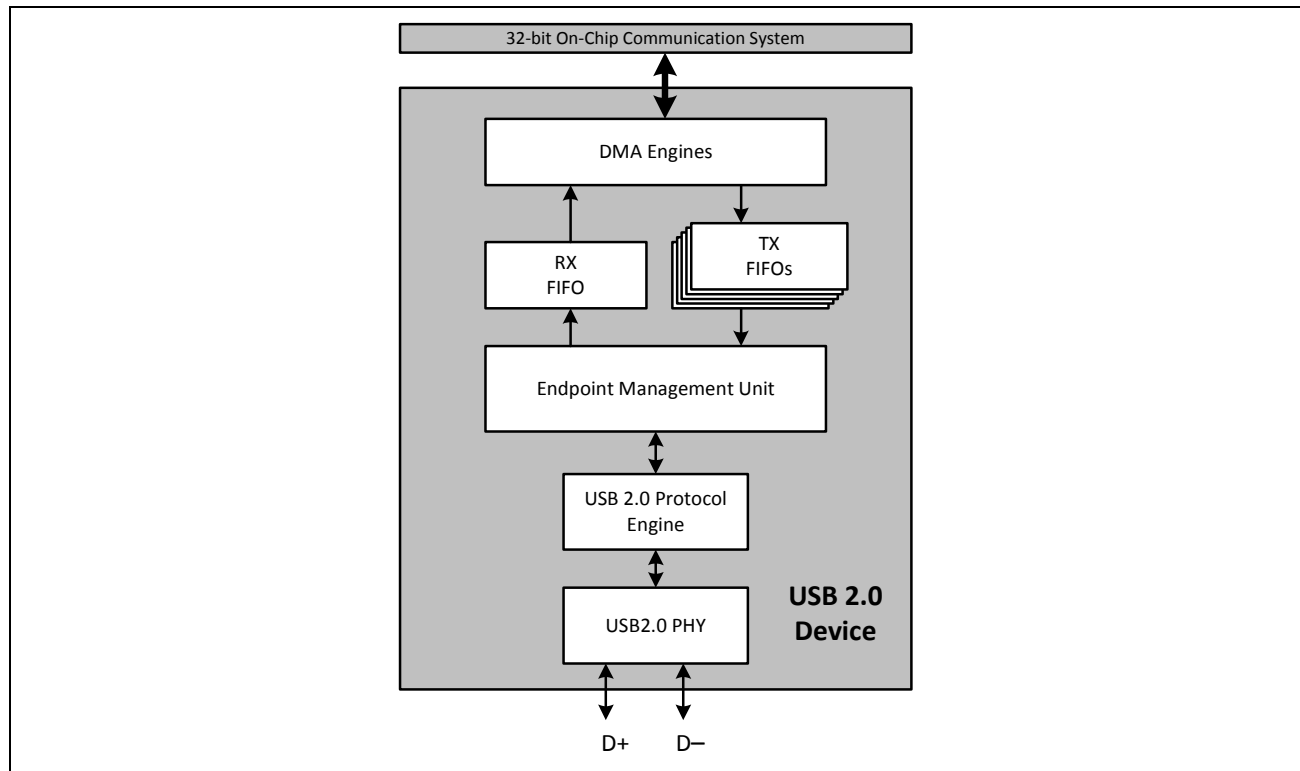 32-bit On-Chip Communication System
DMA Engines
RX
FIFO
TX
FIFOs
Endpoint Management Unit
USB 2.0 Protocol
Engine
USB2.0 PHY
USB 2.0
Device
D+
D–